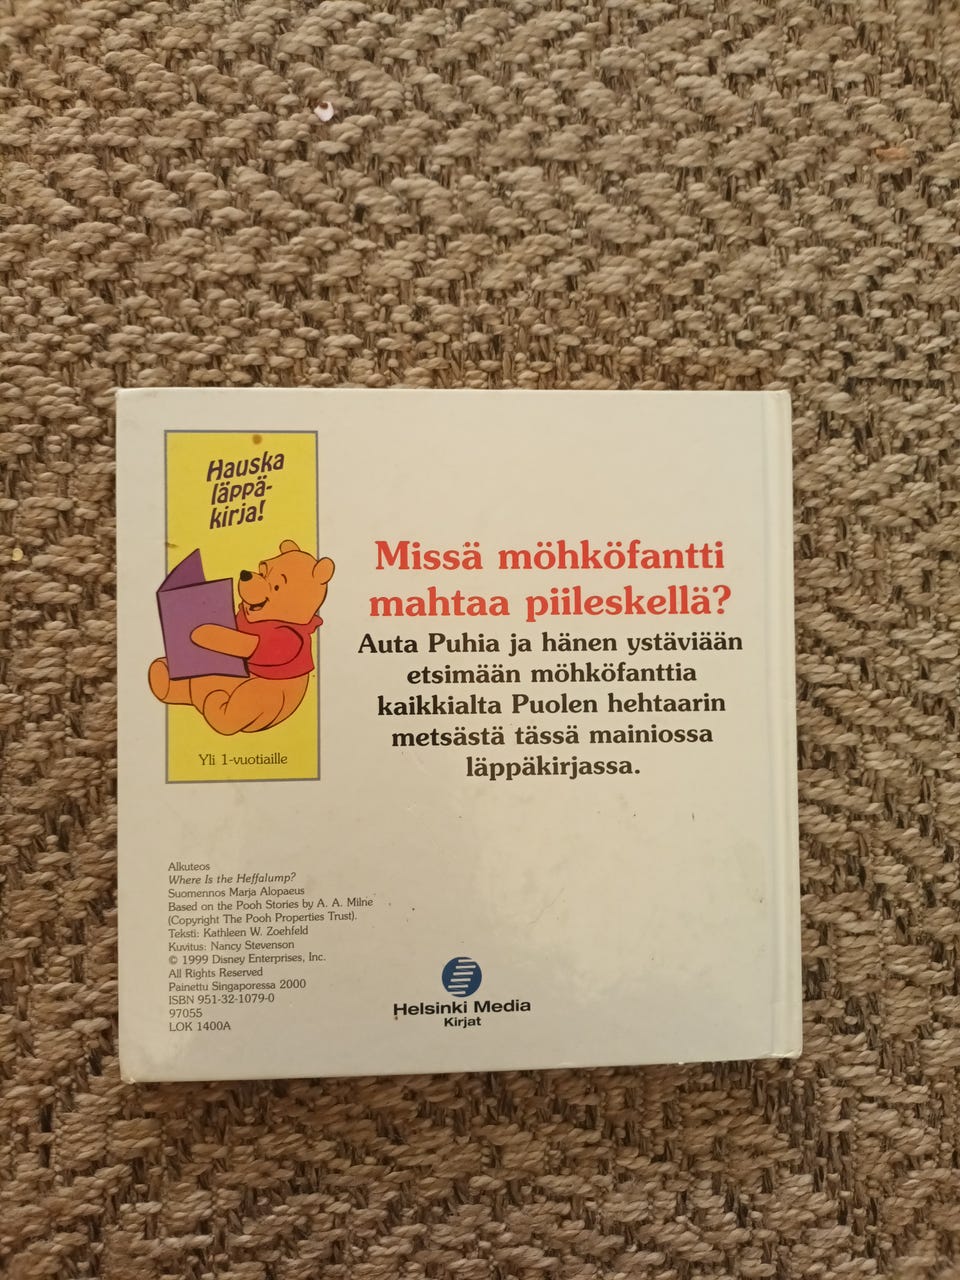 Hauska
läppä-
kirja!
Yli 1-vuotiaille
Missä möhköfantti
mahtaa piileskellä?
Auta Puhia ja hänen ystäviään
etsimään möhköfanttia
kaikkialta Puolen hehtaarin
metsästä tässä mainiossa
läppäkirjassa.
Alkuteos
Where Is the Heffalump?
Suomennos Marja Alopaeus
Based on the Pooh Stories by A. A. Milne
(Copyright The Pooh Properties Trust).
Teksti: Kathleen W. Zoehfeld
Kuvitus: Nancy Stevenson
© 1999 Disney Enterprises, Inc.
All Rights Reserved
Painettu Singaporessa 2000
ISBN 951-32-1079-0
97055
LOK 1400A
Helsinki Media
Kirjat